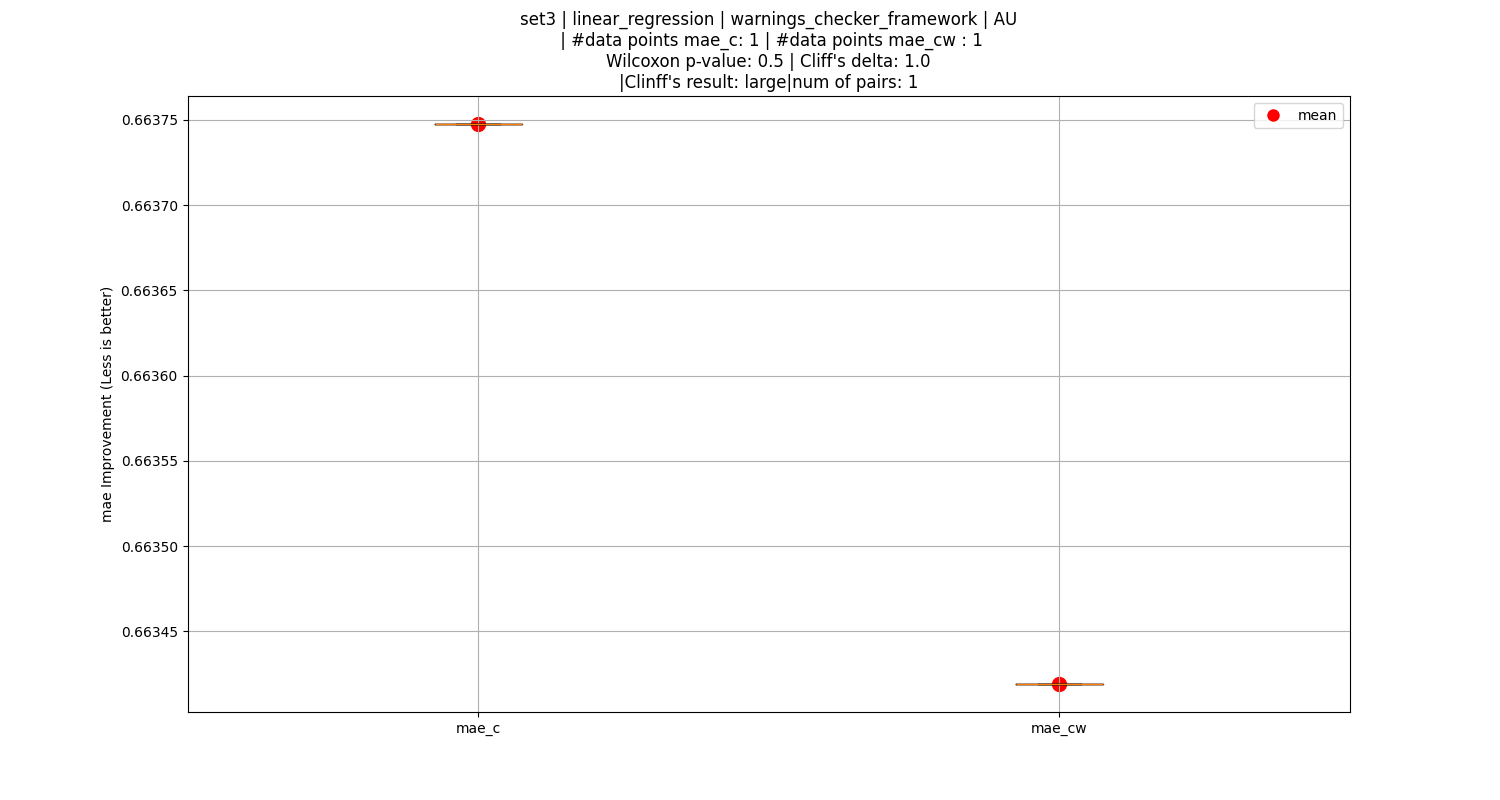 set3 | linear_regression | warnings_checker_framework | AU
| #data points mae_c: 1 | #data points mae_cw : 1
Wilcoxon p-value: 0.5 | Cliff's delta: 1.0
|Clinff's result: large|num of pairs: 1
mean
mae Improvement (Less is better)
0.66375
0.66370
0.66365
0.66360
0.66355
0.66350
0.66345
mae_c
mae_cw